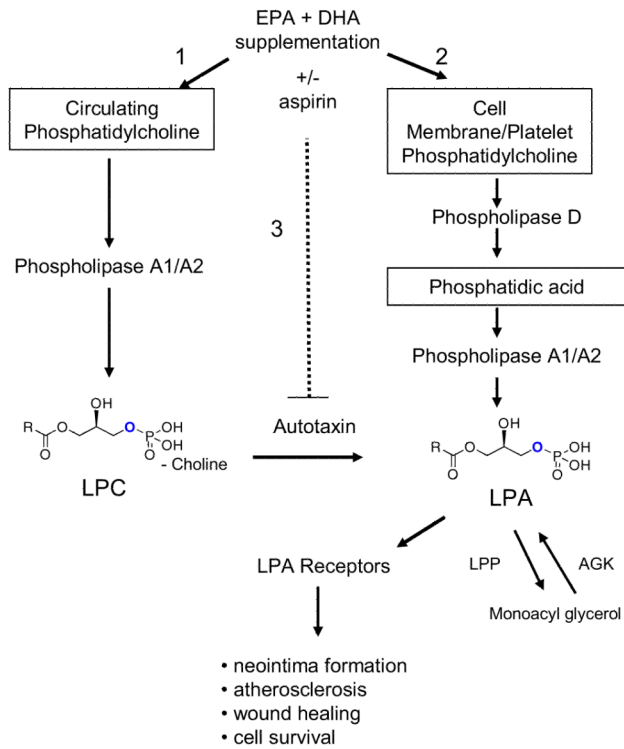 EPA + DHA
supplementation
1
2
+/-
aspirin
Circulating
Phosphatidylcholine
Cell
Membrane/Platelet
Phosphatidylcholine
3
Phospholipase D
Phospholipase A1/A2
Phosphatidic acid
Phospholipase A1/A2
OH
R
O
O
P
OH
OH
O
O
- Choline
LPC
Autotaxin
OH
R
O
O
P
OH
OH
O
O
LPA
LPA Receptors
LPP
AGK
Monoacyl glycerol
• neointima formation
• atherosclerosis
• wound healing
• cell survival